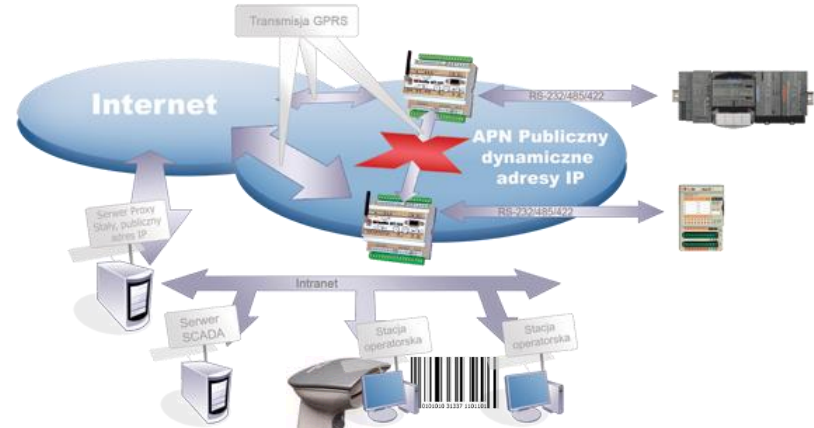 Transmisja GPRS
Internet
RS-232/485/422
APN Publiczny
dynamiczne
adresy IP
RS-232/485/422
Serwer Proxy
Stały, publiczny
adres IP
Intranet
Serwer
SCADA
Stacja
operatorska
Stacja
operatorska